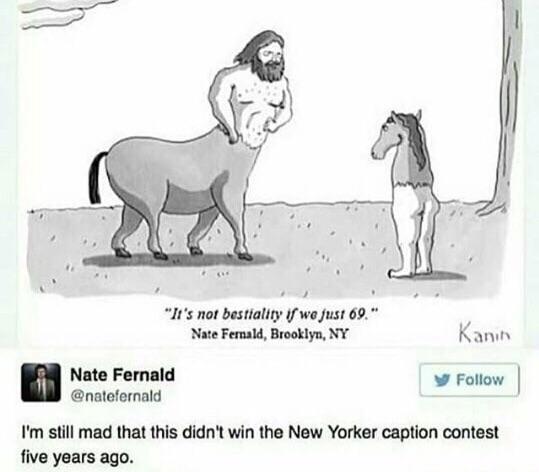 "It's not bestiality if we just 69."
Nate Fernald, Brooklyn, NY
Kanin
Nate Fernald
@natefernald
Follow
I'm still mad that this didn't win the New Yorker caption contest
five years ago.